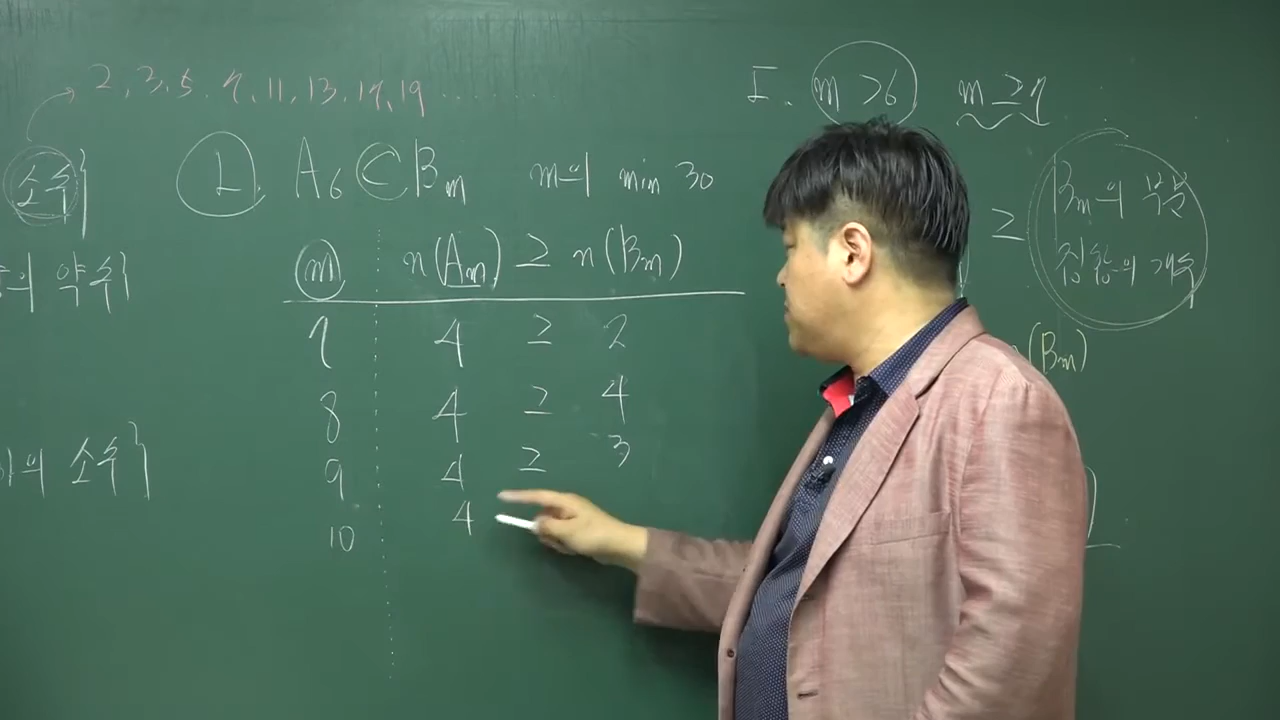 2, 3, 5, 7, 11, 13, 17, 19 ..........
I. m > 6 m ≥ 7
소수}
ㄴ. A₆ ⊂ Bₘ m의 min 30
≥ Bₘ의 부분
집합의 개수
의 약수}
m n(Aₘ) ≥ n(Bₘ)
7 4 ≥ 2
(Bₘ)
8 4 ≥ 4
의 소수}
9 4 ≥ 3
10 4